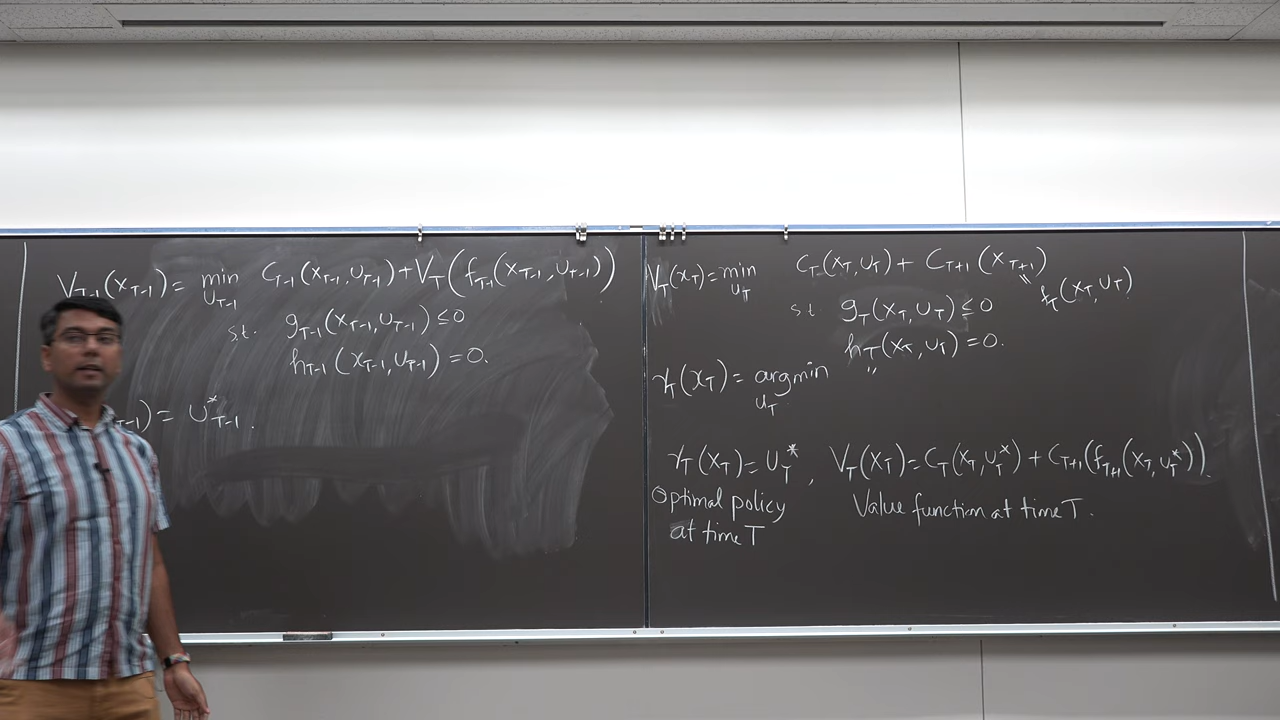 V_{T-1}(x_{T-1}) = min_{U_{T-1}} C_{T-1}(x_{T-1}, U_{T-1}) + V_T(f_{T-1}(x_{T-1}, U_{T-1}))
s.t. g_{T-1}(x_{T-1}, U_{T-1}) ≤ 0
h_{T-1}(x_{T-1}, U_{T-1}) = 0.
_{T-1}) = U*_{T-1}.
V_T(x_T) = min_{U_T} C_T(x_T, U_T) + C_{T+1}(x_{T+1})
" f_T(x_T, U_T)
s.t g_T(x_T, U_T) ≤ 0
h_T(x_T, U_T) = 0.
γ_T(x_T) = argmin_{U_T} "
γ_T(x_T) = U_T^*, V_T(x_T) = C_T(x_T, U_T^*) + C_{T+1}(f_{T+1}(x_T, U_T^*)).
Optimal policy
at time T
Value function at time T.